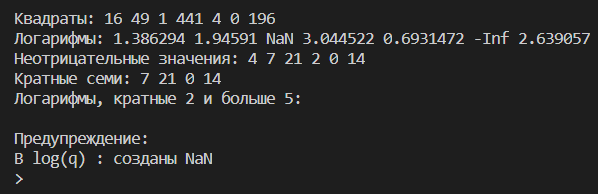 Квадраты: 16 49 1 441 4 0 196
Логарифмы: 1.386294 1.94591 NaN 3.044522 0.6931472 -Inf 2.639057
Неотрицательные значения: 4 7 21 2 0 14
Кратные семи: 7 21 0 14
Логарифмы, кратные 2 и больше 5:
Предупреждение:
В log(q) : созданы NaN
>